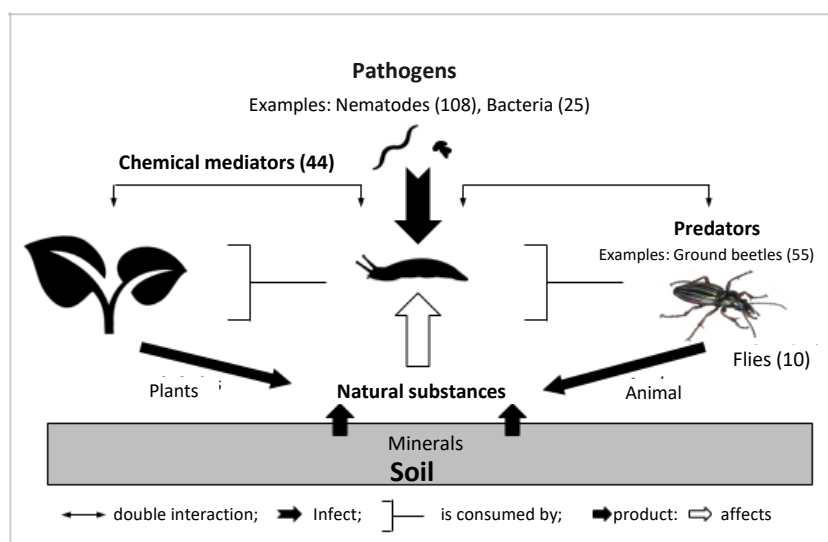 Pathogens
Examples: Nematodes (108), Bacteria (25)
Chemical mediators (44)
Predators
Examples: Ground beetles (55)
Flies (10)
Plants
Natural substances
Animal
Minerals
Soil
double interaction; Infect; is consumed by; product: affects